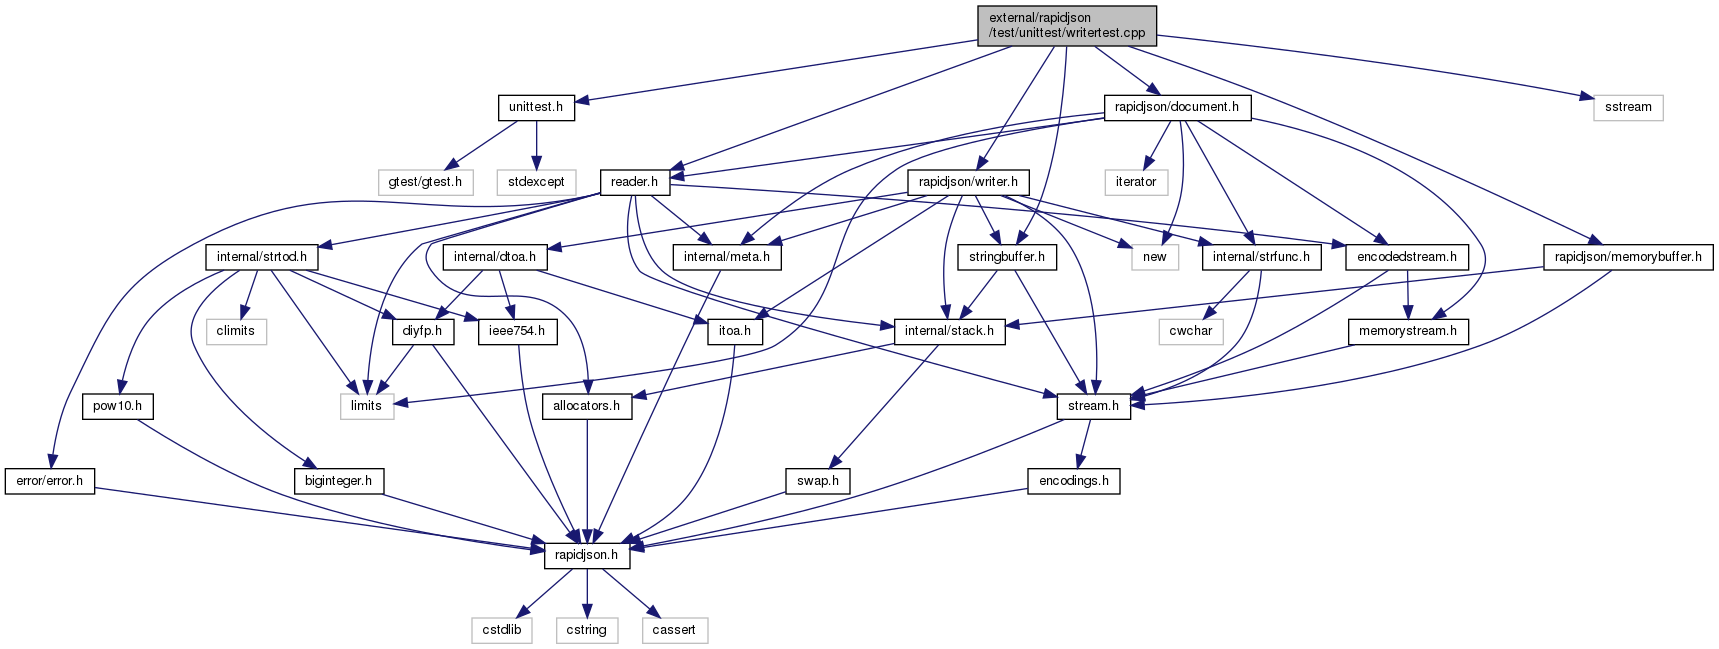 external/rapidjson
/test/unittest/writertest.cpp
unittest.h
rapidjson/document.h
sstream
gtest/gtest.h
stdexcept
reader.h
rapidjson/writer.h
iterator
internal/strtod.h
internal/dtoa.h
internal/meta.h
stringbuffer.h
new
internal/strfunc.h
encodedstream.h
rapidjson/memorybuffer.h
climits
diyfp.h
ieee754.h
itoa.h
internal/stack.h
cwchar
memorystream.h
pow10.h
limits
allocators.h
stream.h
error/error.h
biginteger.h
swap.h
encodings.h
rapidjson.h
cstdlib
cstring
cassert